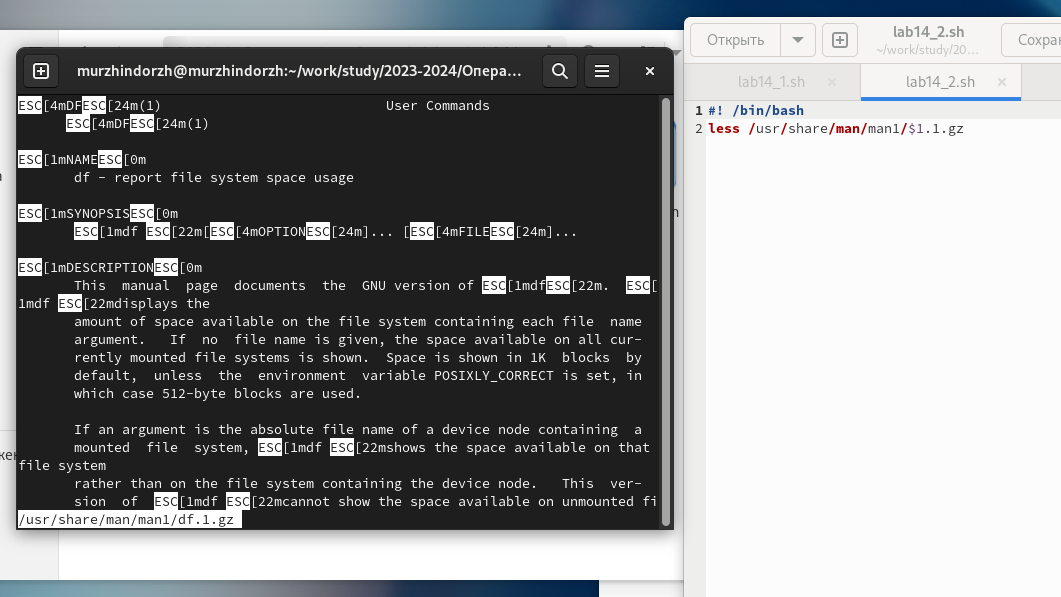 murzhindorzh@murzhindorzh:~/work/study/2023-2024/Опера...
ESC[4mDFESC[24m(1) User Commands
ESC[4mDFESC[24m(1)
ESC[1mNAMEESC[0m
df - report file system space usage
ESC[1mSYNOPSISESC[0m
ESC[1mdf ESC[22m[ESC[4mOPTIONESC[24m]... [ESC[4mFILEESC[24m]...
ESC[1mDESCRIPTIONESC[0m
This manual page documents the GNU version of ESC[1mdfESC[22m. ESC[
1mdf ESC[22mdisplays the
amount of space available on the file system containing each file name
argument. If no file name is given, the space available on all cur-
rently mounted file systems is shown. Space is shown in 1K blocks by
default, unless the environment variable POSIXLY_CORRECT is set, in
which case 512-byte blocks are used.
If an argument is the absolute file name of a device node containing a
mounted file system, ESC[1mdf ESC[22mshows the space available on that
file system
rather than on the file system containing the device node. This ver-
sion of ESC[1mdf ESC[22mcannot show the space available on unmounted fi
/usr/share/man/man1/df.1.gz
Открыть
lab14_2.sh
~/work/study/20...
Сохра
lab14_1.sh
lab14_2.sh
1 #! /bin/bash
2 less /usr/share/man/man1/$1.1.gz